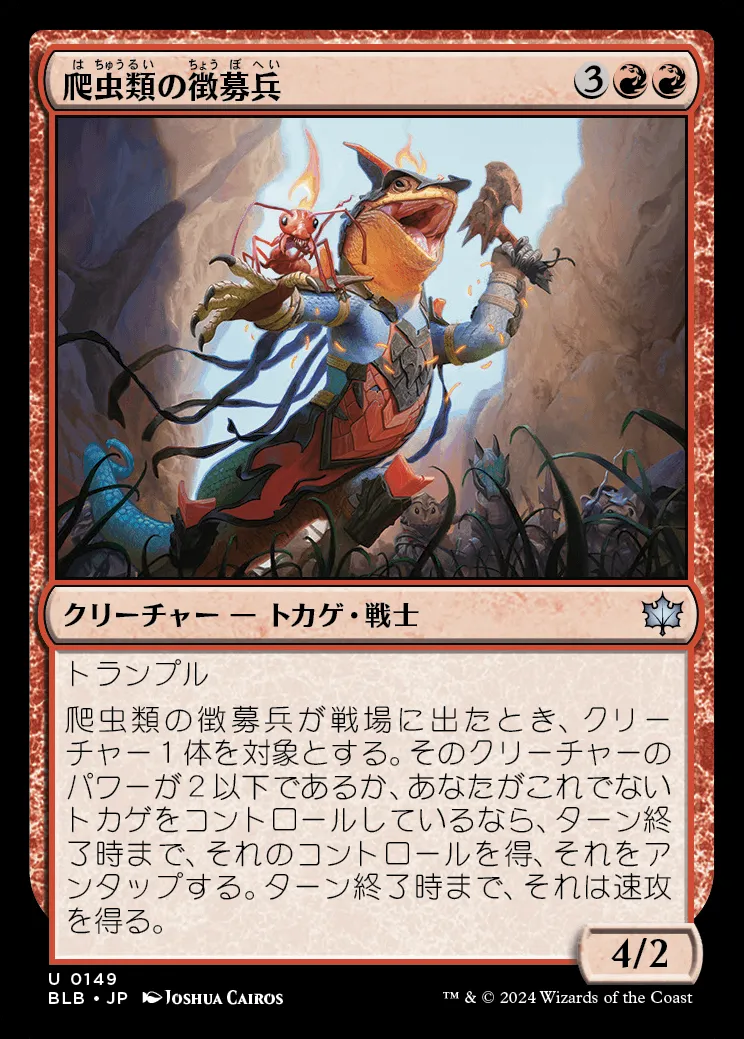 はちゅうるい ちょうぼへい
爬虫類の徴募兵 3
クリーチャー — トカゲ・戦士
トランプル
爬虫類の徴募兵が戦場に出たとき、クリー
チャー1体を対象とする。そのクリーチャーの
パワーが2以下であるか、あなたがこれでない
トカゲをコントロールしているなら、ターン終
了時まで、それのコントロールを得、それをア
ンタップする。ターン終了時まで、それは速攻
を得る。
4/2
U 0149
BLB • JP Joshua Cairos
™ & © 2024 Wizards of the Coast